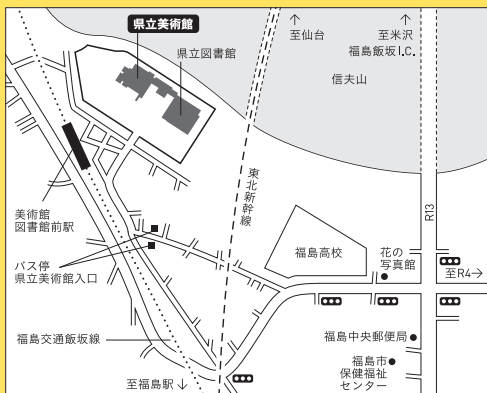 県立美術館
県立図書館
至仙台
至米沢
福島飯坂I.C.
信夫山
東北新幹線
R13
美術館
図書館前駅
福島高校
花の
写真館
至R4→
バス停
県立美術館入口
福島交通飯坂線
福島中央郵便局
福島市
保健福祉
センター
至福島駅↓